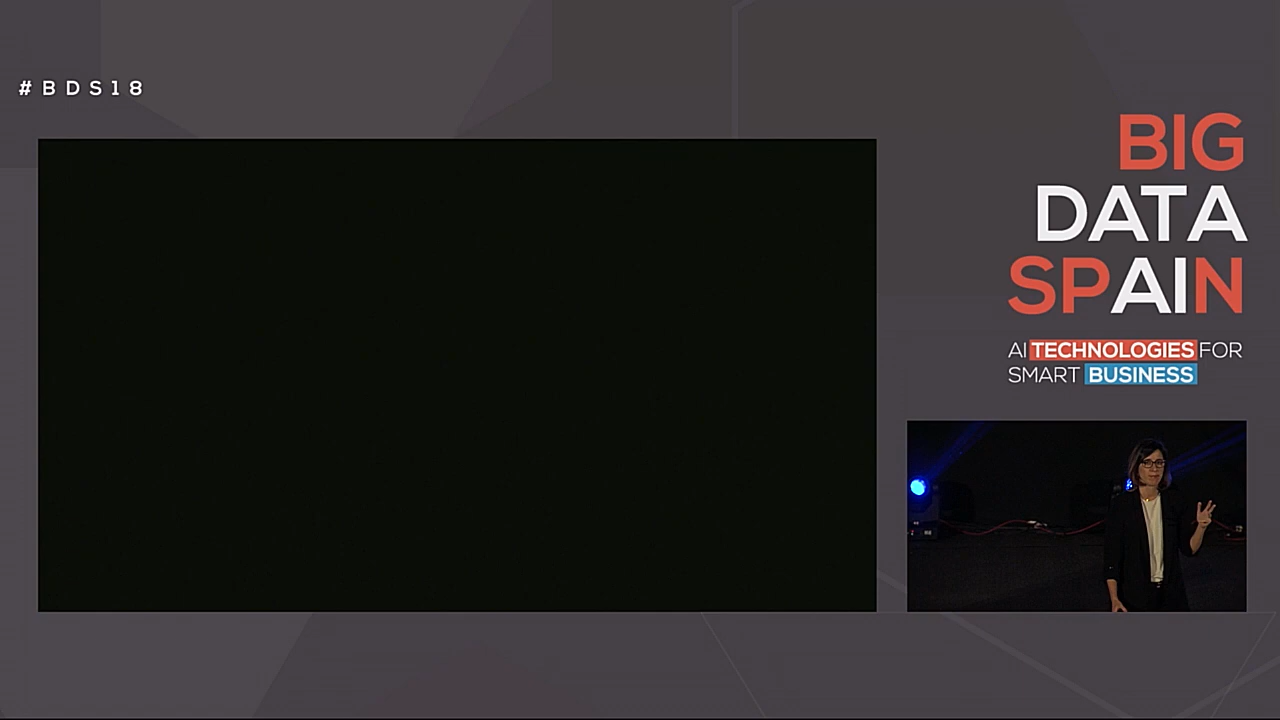 #BDS18
BIG
DATA
SPAIN
AI TECHNOLOGIES FOR
SMART BUSINESS